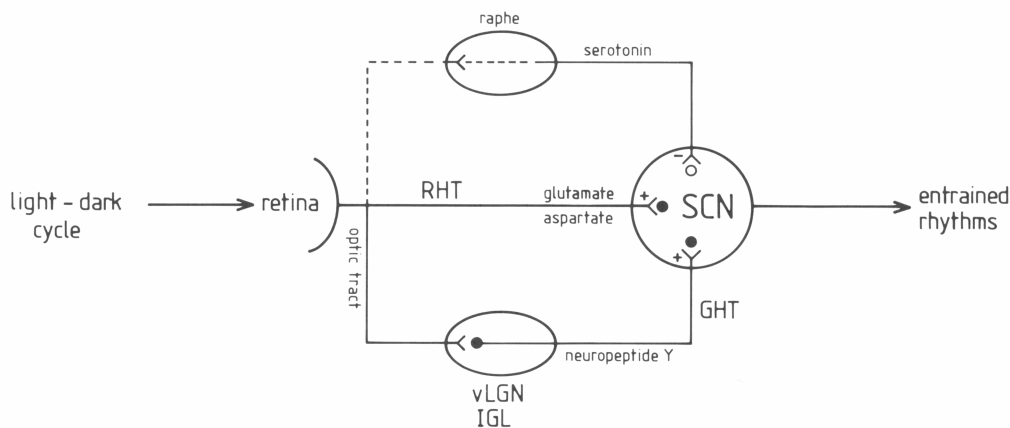 raphe
serotonin
light - dark
cycle
retina
RHT
glutamate
aspartate
SCN
-
+
+
entrained
rhythms
optic tract
GHT
neuropeptide Y
vLGN
IGL